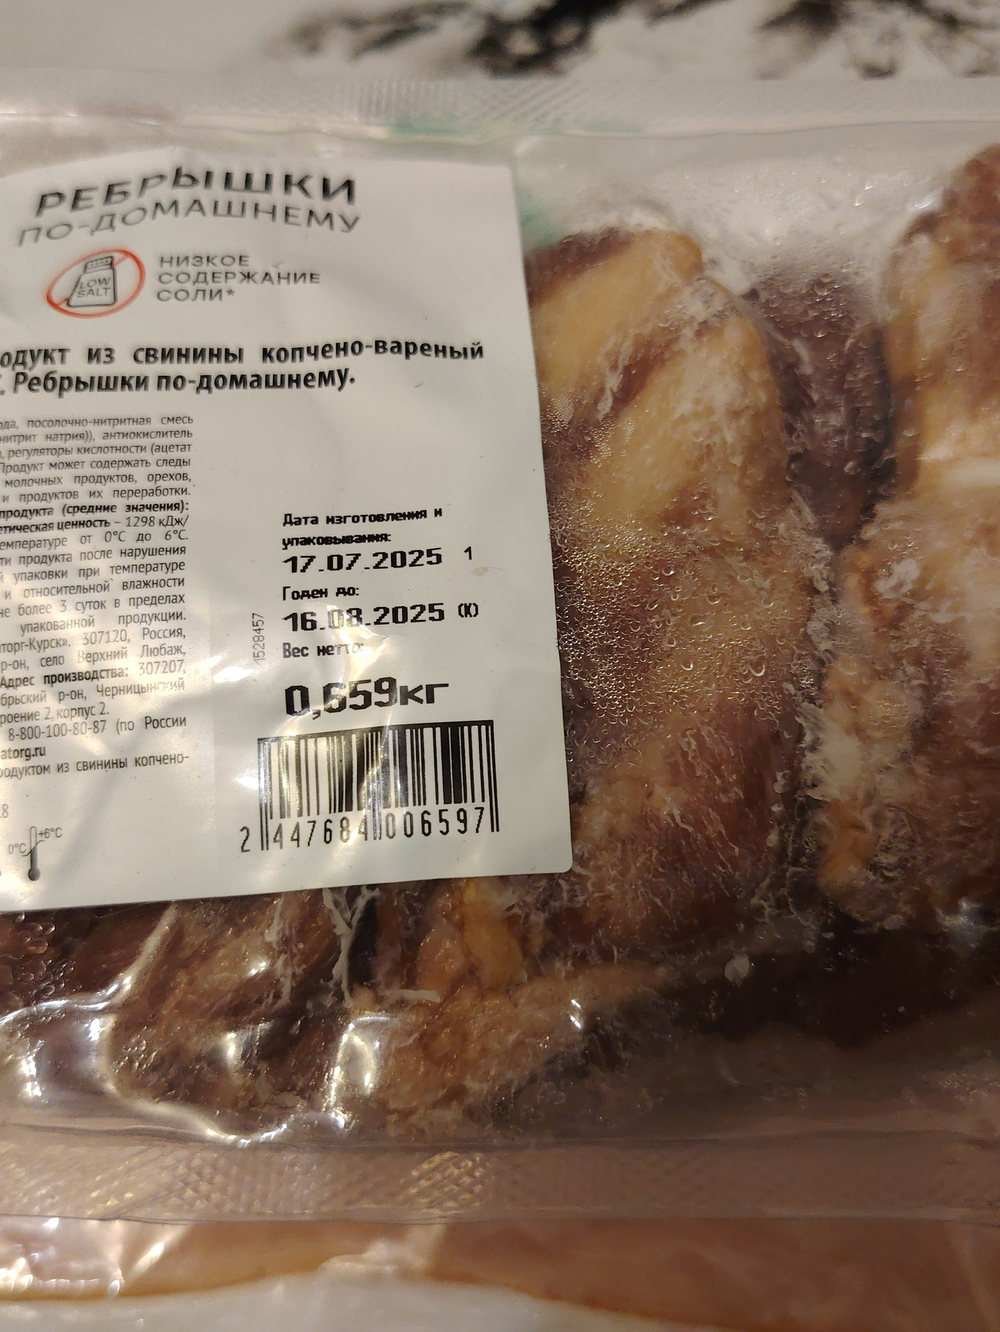 РЕБРЫШКИ
ПО-ДОМАШНЕМУ
LOW
SALT
НИЗКОЕ
СОДЕРЖАНИЕ
СОЛИ*
одукт из свинины копчено-вареный
Ребрышки по-домашнему.
ода, посолочно-нитритная смесь
нитрит натрия)), антиокислитель
, регуляторы кислотности (ацетат
Продукт может содержать следы
молочных продуктов, орехов,
и продуктов их переработки.
продукта (средние значения):
етическая ценность – 1298 кДж/
емпературе от 0°С до 6°С.
ти продукта после нарушения
й упаковки при температуре
и относительной влажности
не более 3 суток в пределах
упакованной продукции.
торг-Курск». 307120, Россия,
р-он, село Верхний Любаж,
Адрес производства: 307207,
брьский р-он, Черницынский
роение 2, корпус 2.
8-800-100-80-87 (по России
atorg.ru
родуктом из свинины копчено-
8
0°C +6°C
Дата изготовления и
упаковывания:
17.07.2025 1
Годен до:
16.08.2025 (К)
Вес нетто:
0,659кг
1528457
2 447684 006597